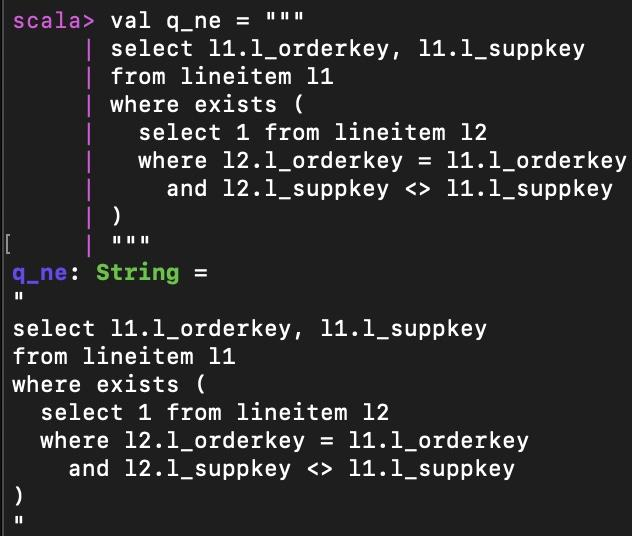 scala> val q_ne = """
     | select l1.l_orderkey, l1.l_suppkey
     | from lineitem l1
     | where exists (
     |   select 1 from lineitem l2
     |   where l2.l_orderkey = l1.l_orderkey
     |     and l2.l_suppkey <> l1.l_suppkey
     | )
[    | """
q_ne: String =
"
select l1.l_orderkey, l1.l_suppkey
from lineitem l1
where exists (
  select 1 from lineitem l2
  where l2.l_orderkey = l1.l_orderkey
    and l2.l_suppkey <> l1.l_suppkey
)
"